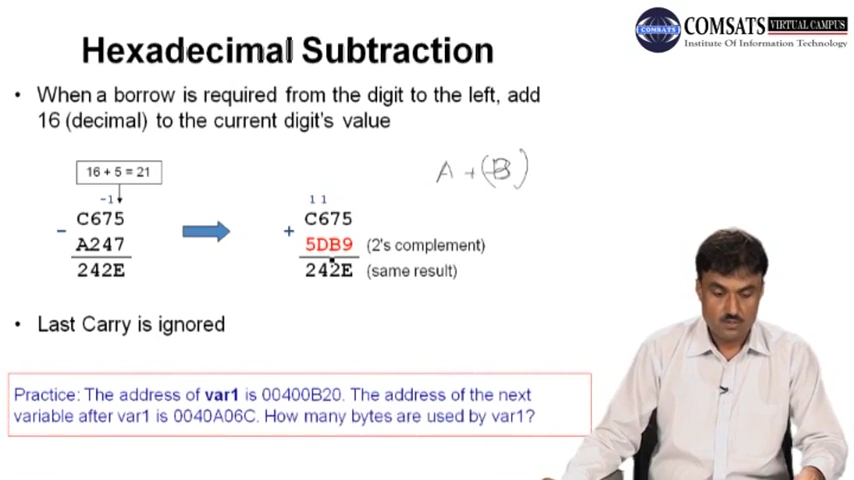 COMSATS VIRTUAL CAMPUS
Institute Of Information Technology
COMSATS
Hexadecimal Subtraction
• When a borrow is required from the digit to the left, add
16 (decimal) to the current digit's value
16 + 5 = 21
A + (-B)
-1
1 1
C675
C675
- A247
+ 5DB9 (2's complement)
242E
242E (same result)
• Last Carry is ignored
Practice: The address of var1 is 00400B20. The address of the next
variable after var1 is 0040A06C. How many bytes are used by var1?